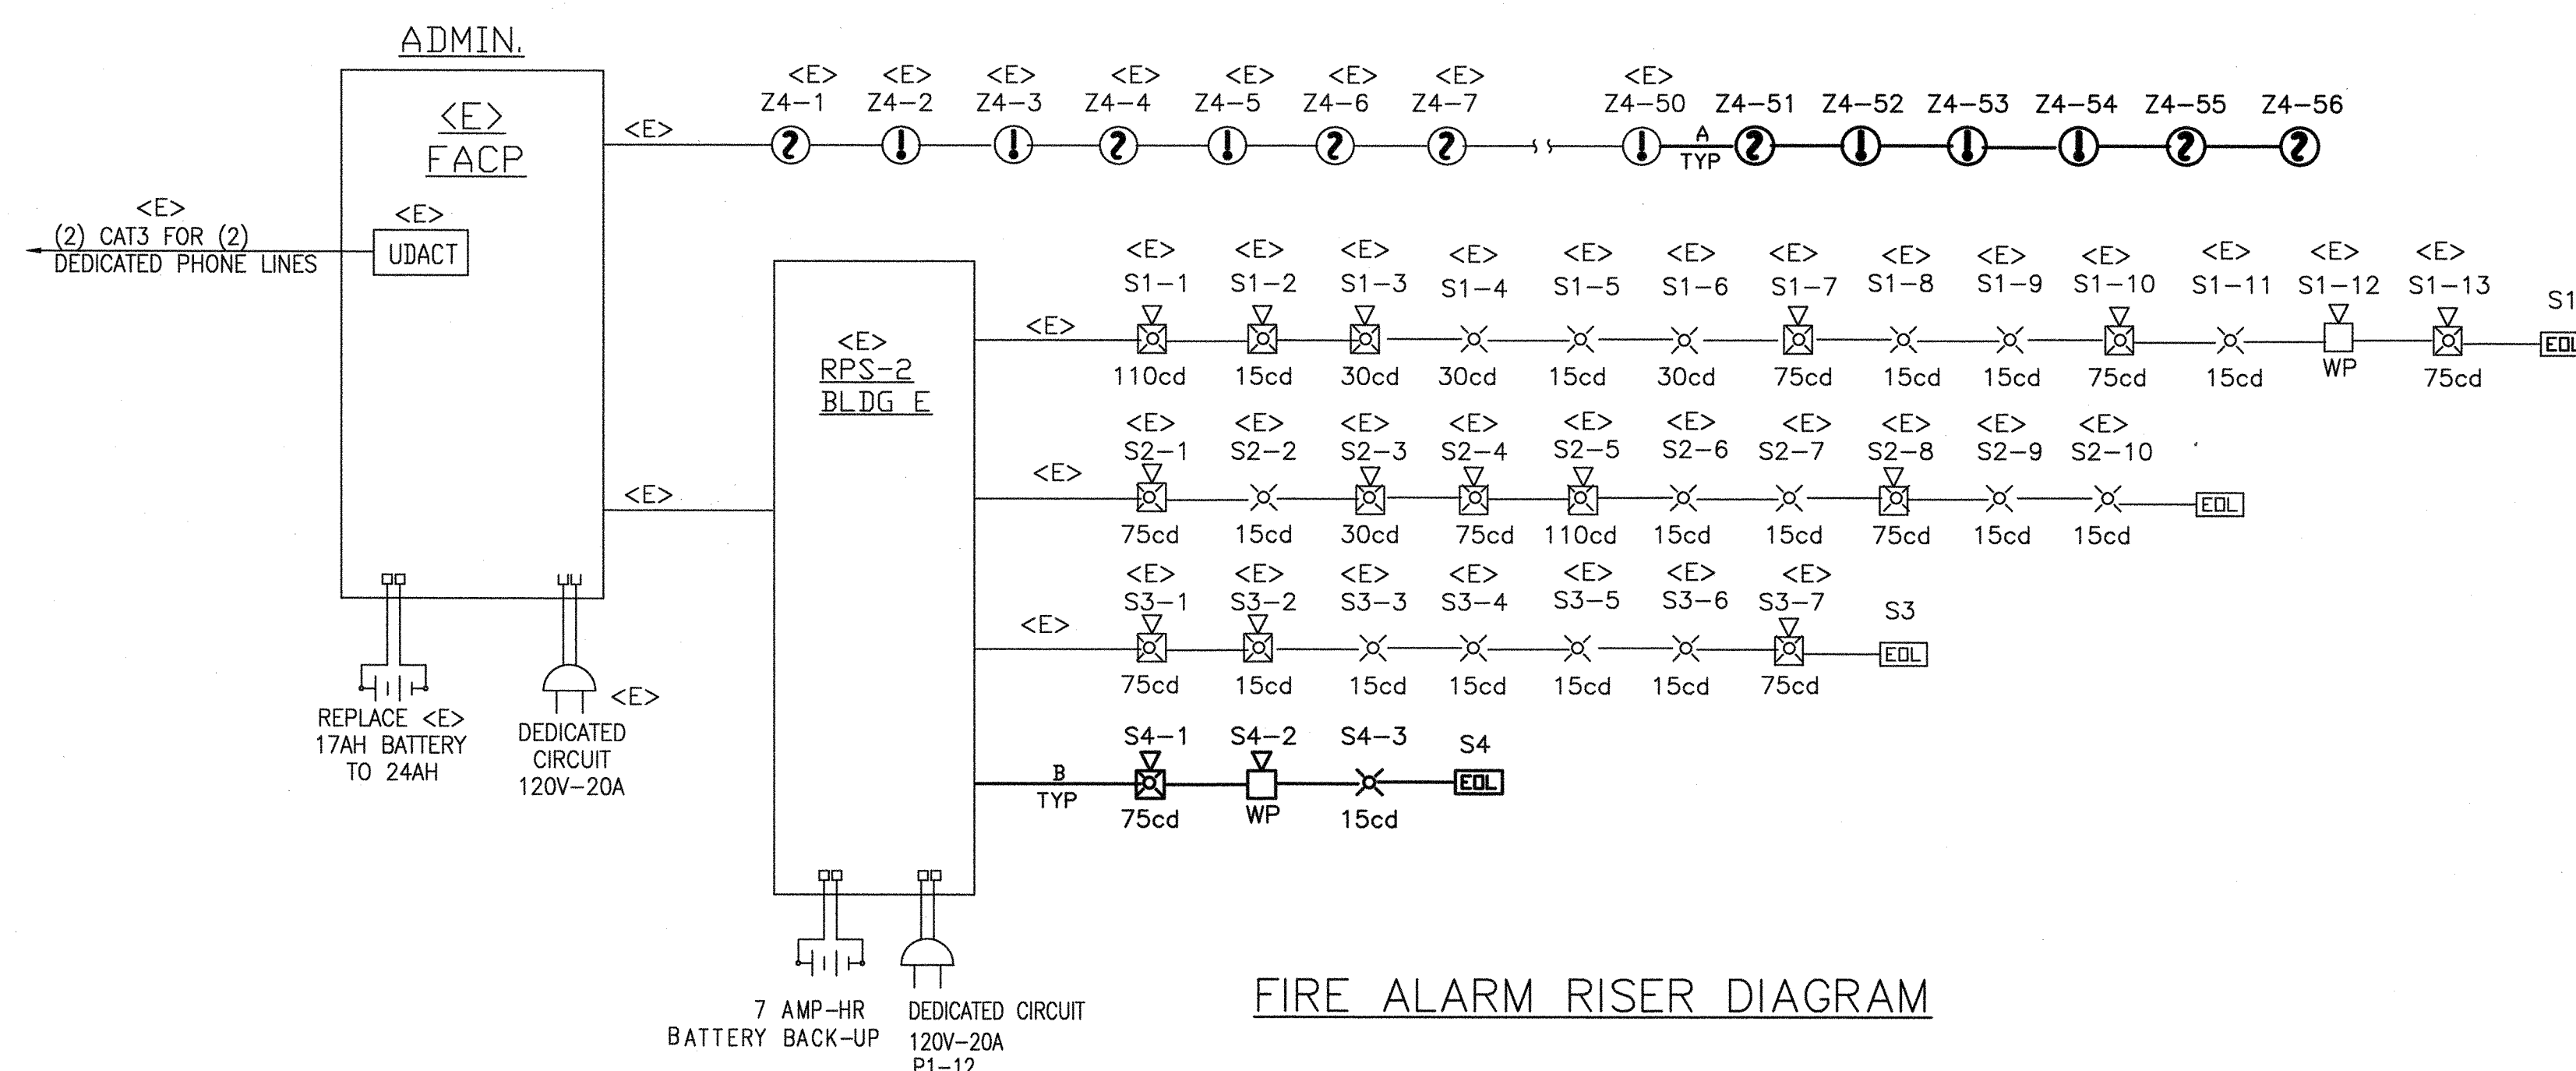 ADMIN.
<E>
FACP
<E>
UDACT
<E>
(2) CAT3 FOR (2)
DEDICATED PHONE LINES
REPLACE <E>
17AH BATTERY
TO 24AH
<E>
DEDICATED
CIRCUIT
120V-20A
<E>
<E> <E> <E> <E> <E> <E> <E> <E>
Z4-1 Z4-2 Z4-3 Z4-4 Z4-5 Z4-6 Z4-7 Z4-50 Z4-51 Z4-52 Z4-53 Z4-54 Z4-55 Z4-56
A
TYP
<E>
<E>
RPS-2
BLDG E
<E>
<E> <E> <E> <E> <E> <E> <E> <E> <E> <E> <E> <E> <E>
S1-1 S1-2 S1-3 S1-4 S1-5 S1-6 S1-7 S1-8 S1-9 S1-10 S1-11 S1-12 S1-13 S1
EOL
110cd 15cd 30cd 30cd 15cd 30cd 75cd 15cd 15cd 75cd 15cd WP 75cd
<E>
<E> <E> <E> <E> <E> <E> <E> <E> <E> <E>
S2-1 S2-2 S2-3 S2-4 S2-5 S2-6 S2-7 S2-8 S2-9 S2-10
EOL
75cd 15cd 30cd 75cd 110cd 15cd 15cd 75cd 15cd 15cd
<E>
<E> <E> <E> <E> <E> <E> <E>
S3-1 S3-2 S3-3 S3-4 S3-5 S3-6 S3-7 S3
EOL
75cd 15cd 15cd 15cd 15cd 15cd 75cd
S4-1 S4-2 S4-3 S4
B
TYP
EOL
75cd WP 15cd
7 AMP-HR
BATTERY BACK-UP
DEDICATED CIRCUIT
120V-20A
P1-12
FIRE ALARM RISER DIAGRAM